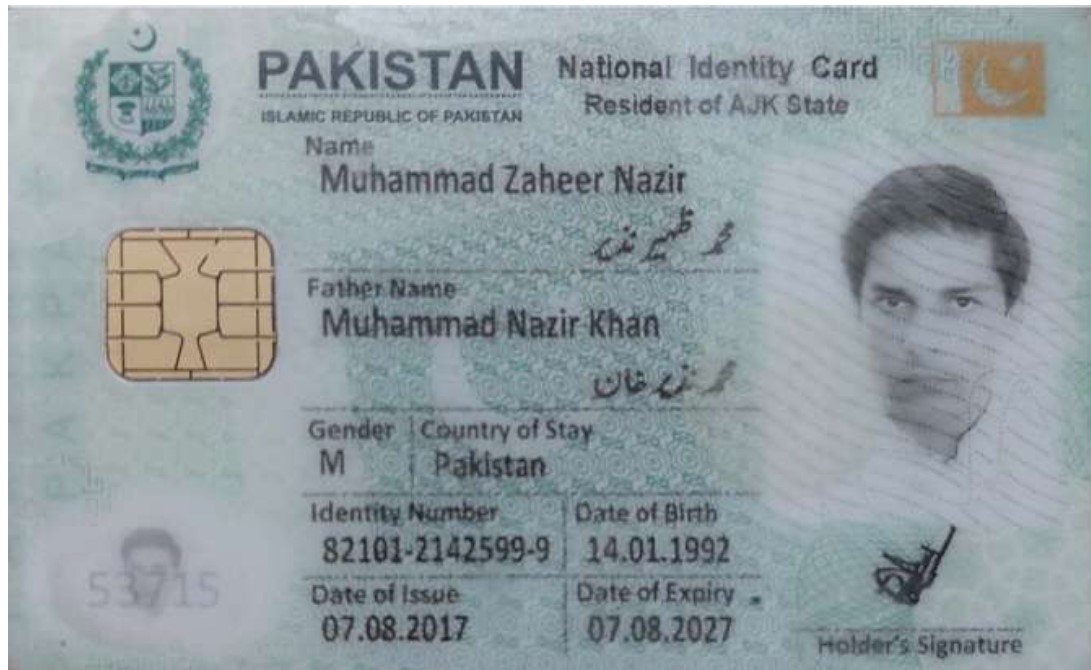 PAKISTAN National Identity Card
ISLAMIC REPUBLIC OF PAKISTAN Resident of AJK State
Name
Muhammad Zaheer Nazir
محمد ظہیر نذیر
Father Name
Muhammad Nazir Khan
محمد نذیر خان
Gender Country of Stay
M Pakistan
Identity Number Date of Birth
82101-2142599-9 14.01.1992
Date of Issue Date of Expiry
07.08.2017 07.08.2027
53715
Holder's Signature